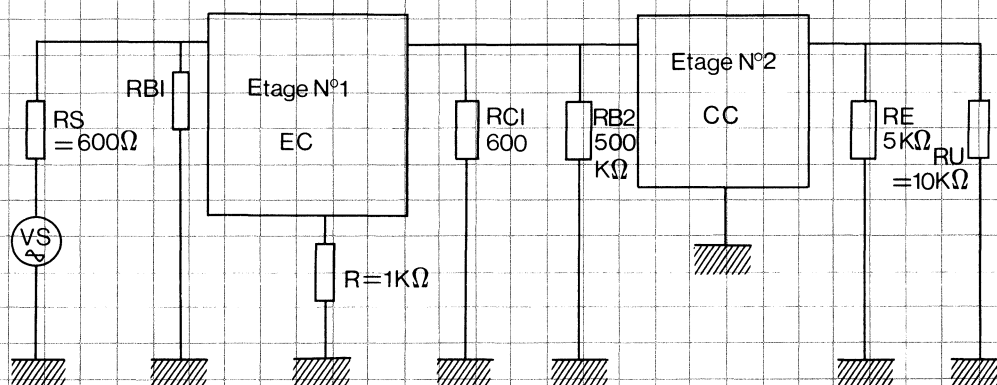 RS
=600Ω
VS
RBI
Etage N°1
EC
R=1KΩ
RCI
600
RB2
500
KΩ
Etage N°2
CC
RE
5KΩ
RU
=10KΩ